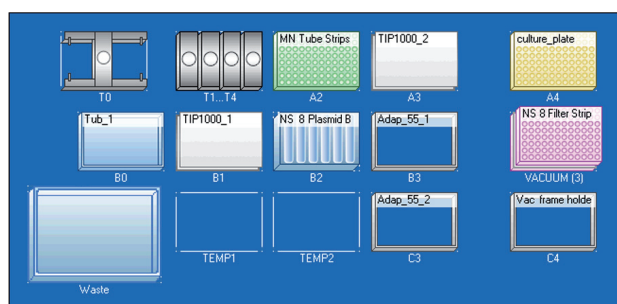 MN Tube Strips
TIP1000_2
culture_plate
T0
T1...T4
A2
A3
A4
Tub_1
TIP1000_1
NS 8 Plasmid B
Adap_55_1
NS 8 Filter Strip
B0
B1
B2
B3
VACUUM (3)
Adap_55_2
Vac frame holde
TEMP1
TEMP2
C3
C4
Waste